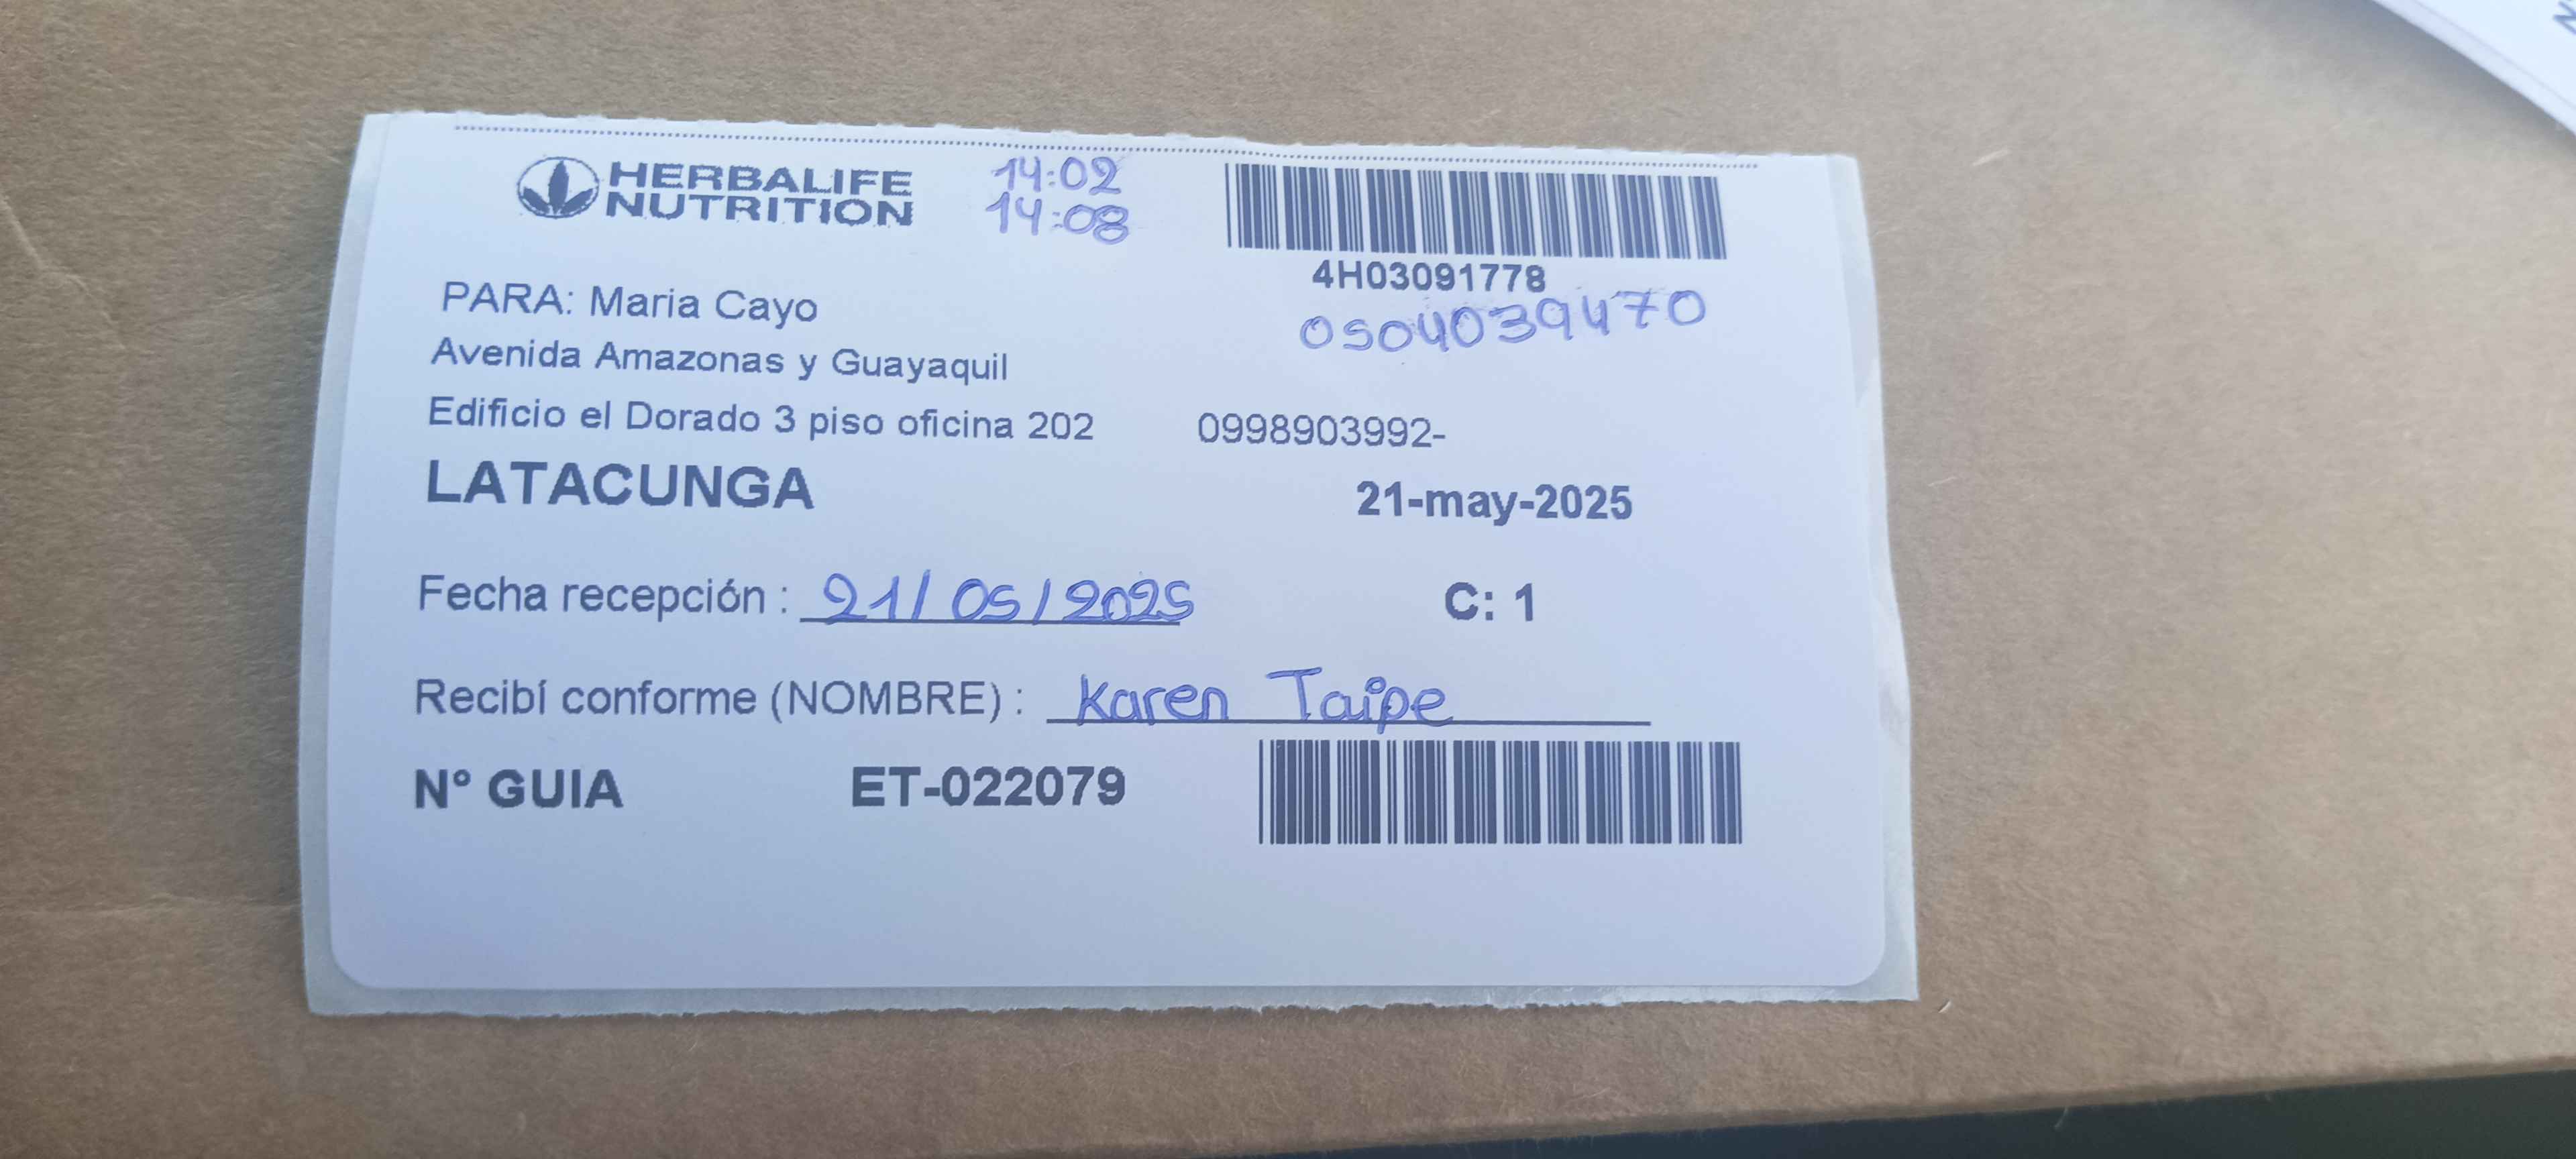 HERBALIFE
NUTRITION
14:02
14:08
4H03091778
0504039470
PARA: Maria Cayo
Avenida Amazonas y Guayaquil
Edificio el Dorado 3 piso oficina 202 0998903992-
LATACUNGA 21-may-2025
Fecha recepción : 21/05/2025 C: 1
Recibí conforme (NOMBRE) : Karen Taipe
N° GUIA ET-022079